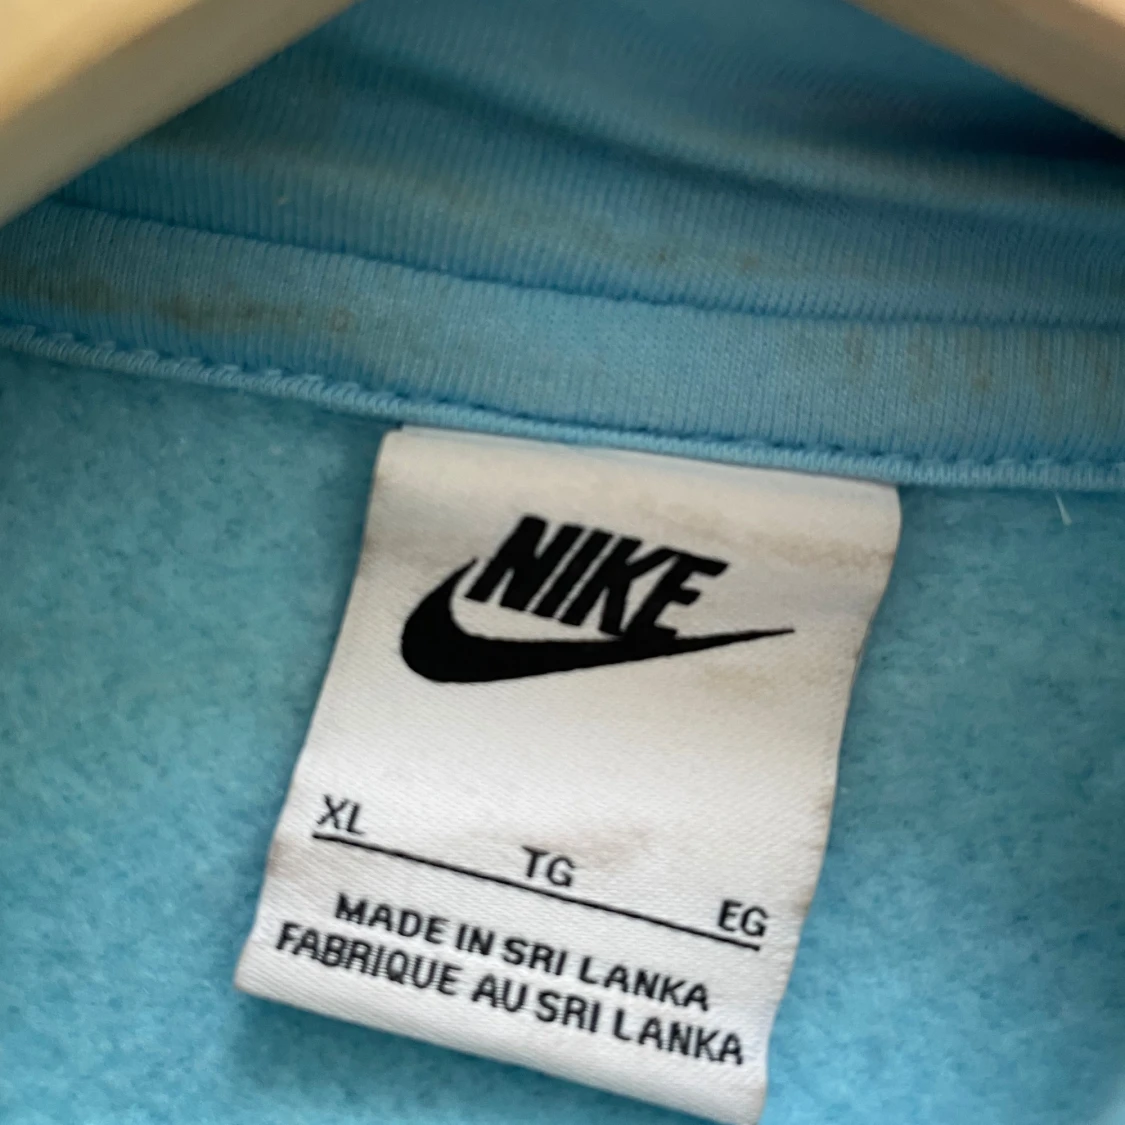 NIKE
XL TG EG
MADE IN SRI LANKA
FABRIQUE AU SRI LANKA